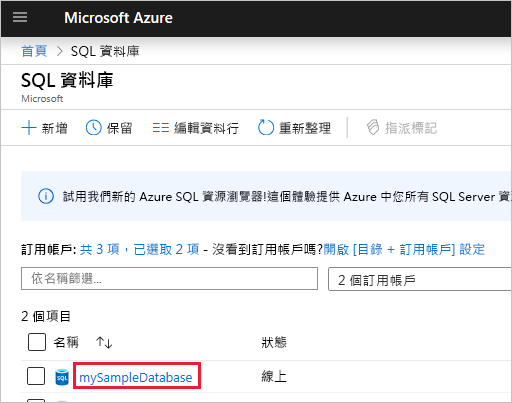 Microsoft Azure
首頁 > SQL 資料庫
SQL 資料庫
Microsoft
新增 保留 編輯資料行 重新整理 指派標記
試用我們新的 Azure SQL 資源瀏覽器!這個體驗提供 Azure 中您所有 SQL Server 資
訂用帳戶: 共 3 項，已選取 2 項 - 沒看到訂用帳戶嗎?開啟 [目錄 + 訂用帳戶] 設定
依名稱篩選... 2 個訂用帳戶
2 個項目
名稱 ↑↓ 狀態
SQL mySampleDatabase 線上